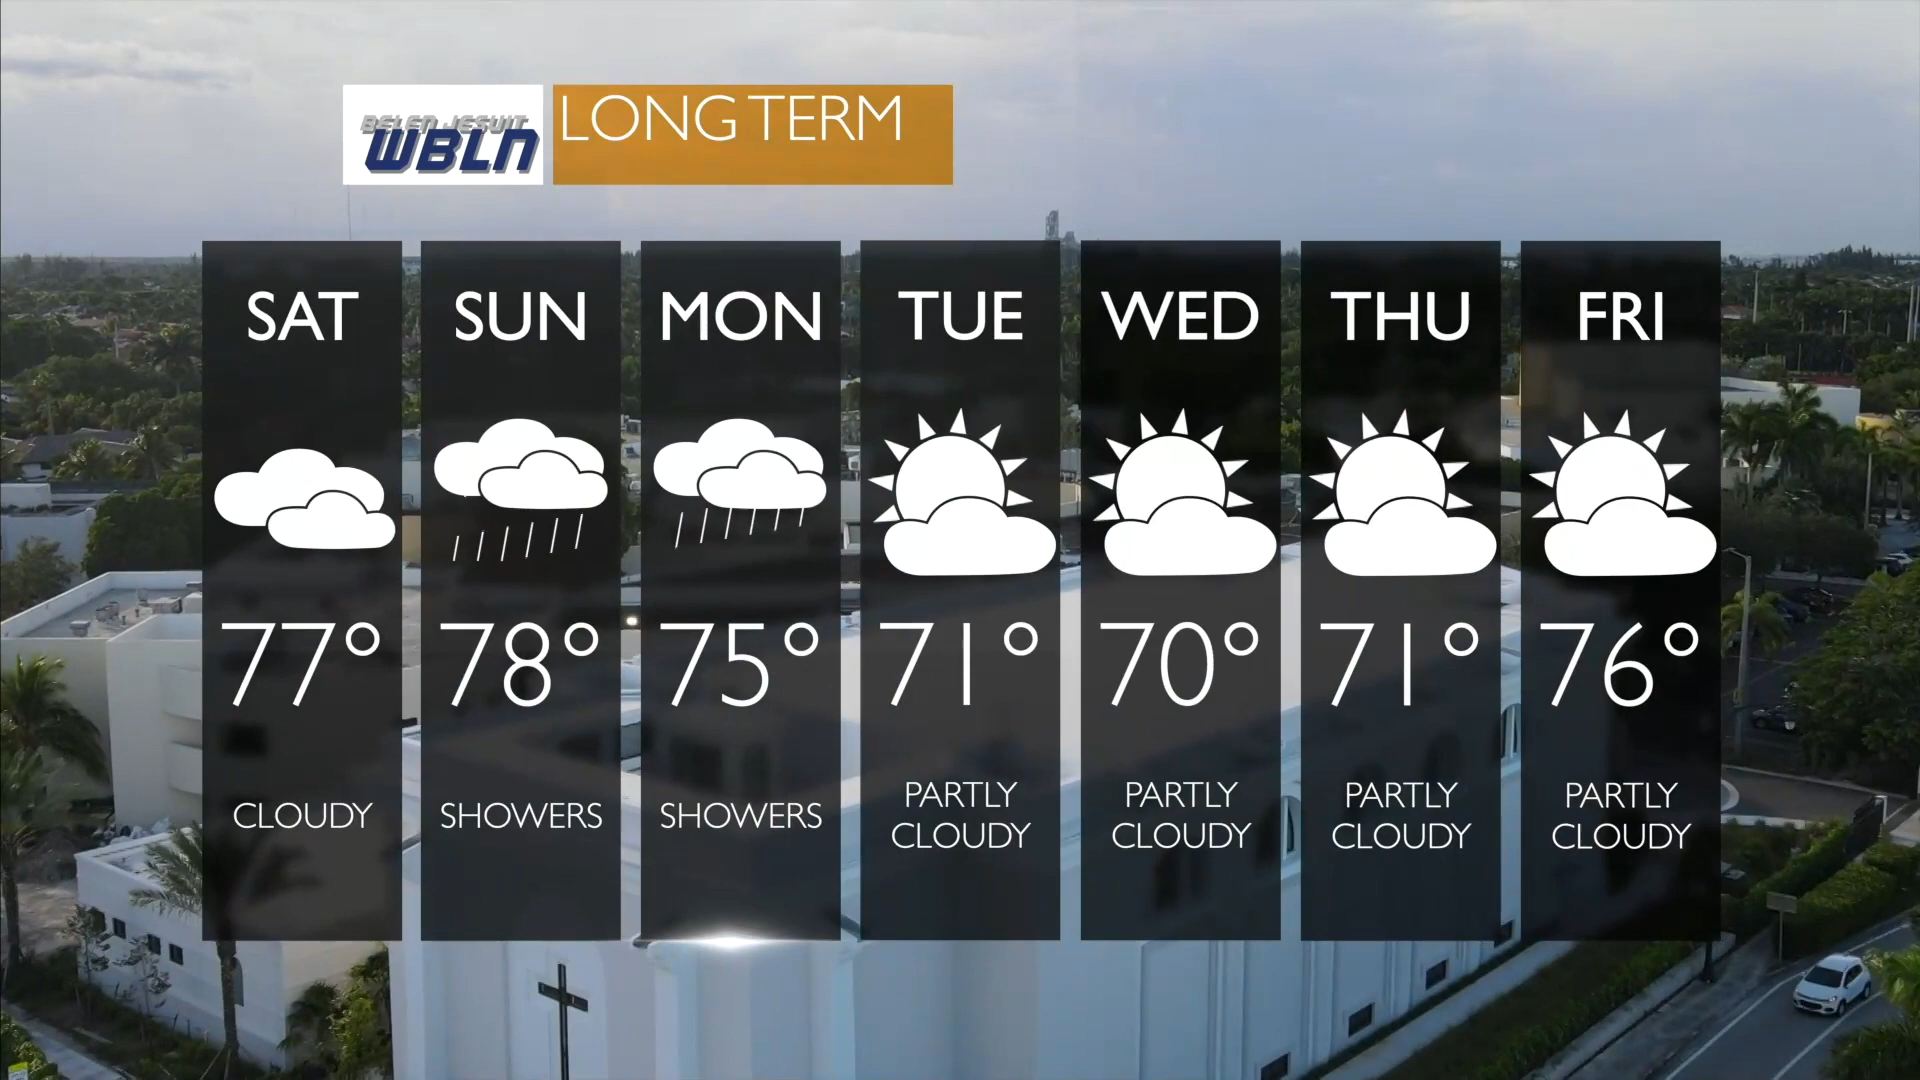 BELEN JESUIT
WBLN
LONG TERM
SAT
SUN
MON
TUE
WED
THU
FRI
77°
78°
75°
71°
70°
71°
76°
CLOUDY
SHOWERS
SHOWERS
PARTLY
CLOUDY
PARTLY
CLOUDY
PARTLY
CLOUDY
PARTLY
CLOUDY